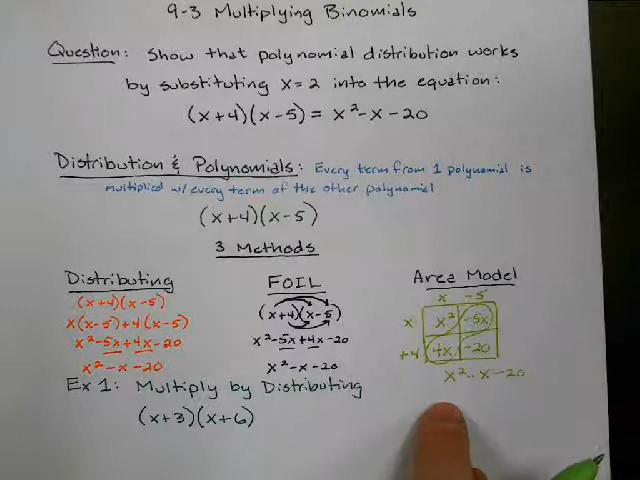 9-3 Multiplying Binomials
Question: Show that polynomial distribution works
by substituting x = 2 into the equation:
(x+4)(x-5) = x² - x - 20
Distribution & Polynomials: Every term from 1 polynomial is
multiplied w/ every term of the other polynomial
(x+4)(x-5)
3 Methods
Distributing
(x+4)(x-5)
x(x-5)+4(x-5)
x²-5x+4x-20
x²-x-20
FOIL
(x+4)(x-5)
x²-5x+4x-20
x²-x-20
Area Model
x -5
x x² -5x
+4 4x -20
x²-x-20
Ex 1: Multiply by Distributing
(x+3)(x+6)